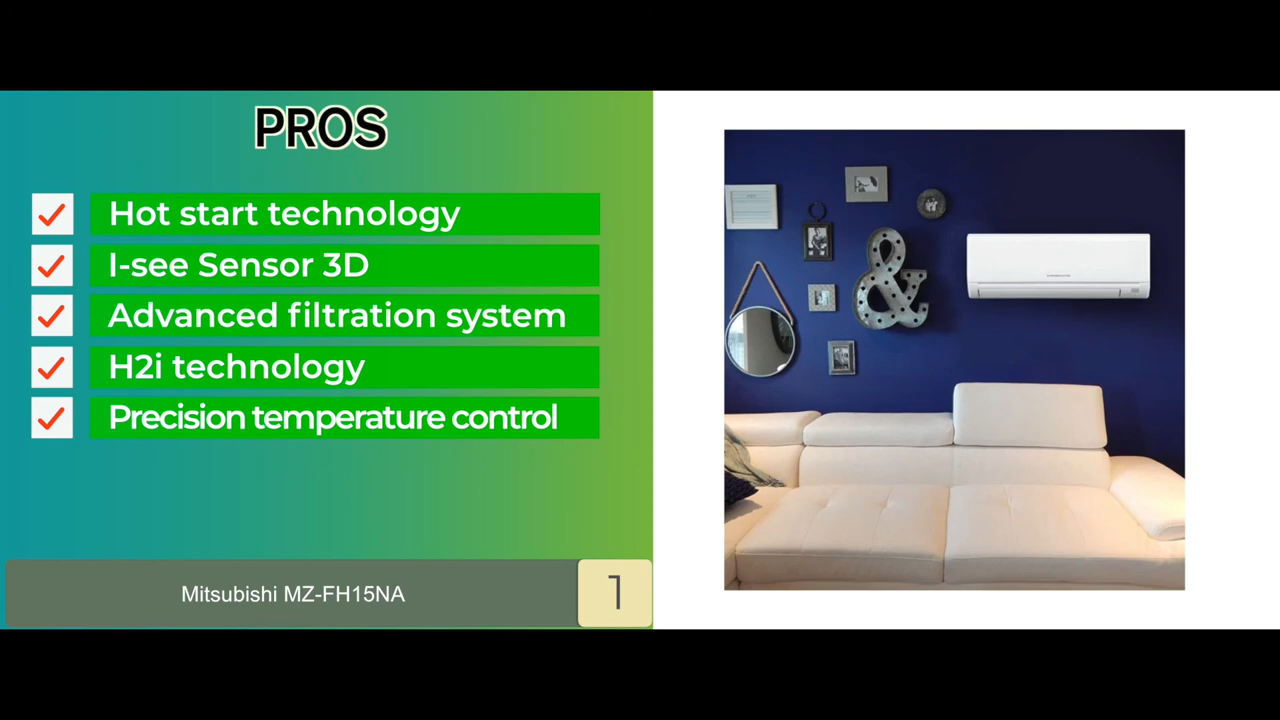 PROS
Hot start technology
I-see Sensor 3D
Advanced filtration system
H2i technology
Precision temperature control
Mitsubishi MZ-FH15NA
1
&